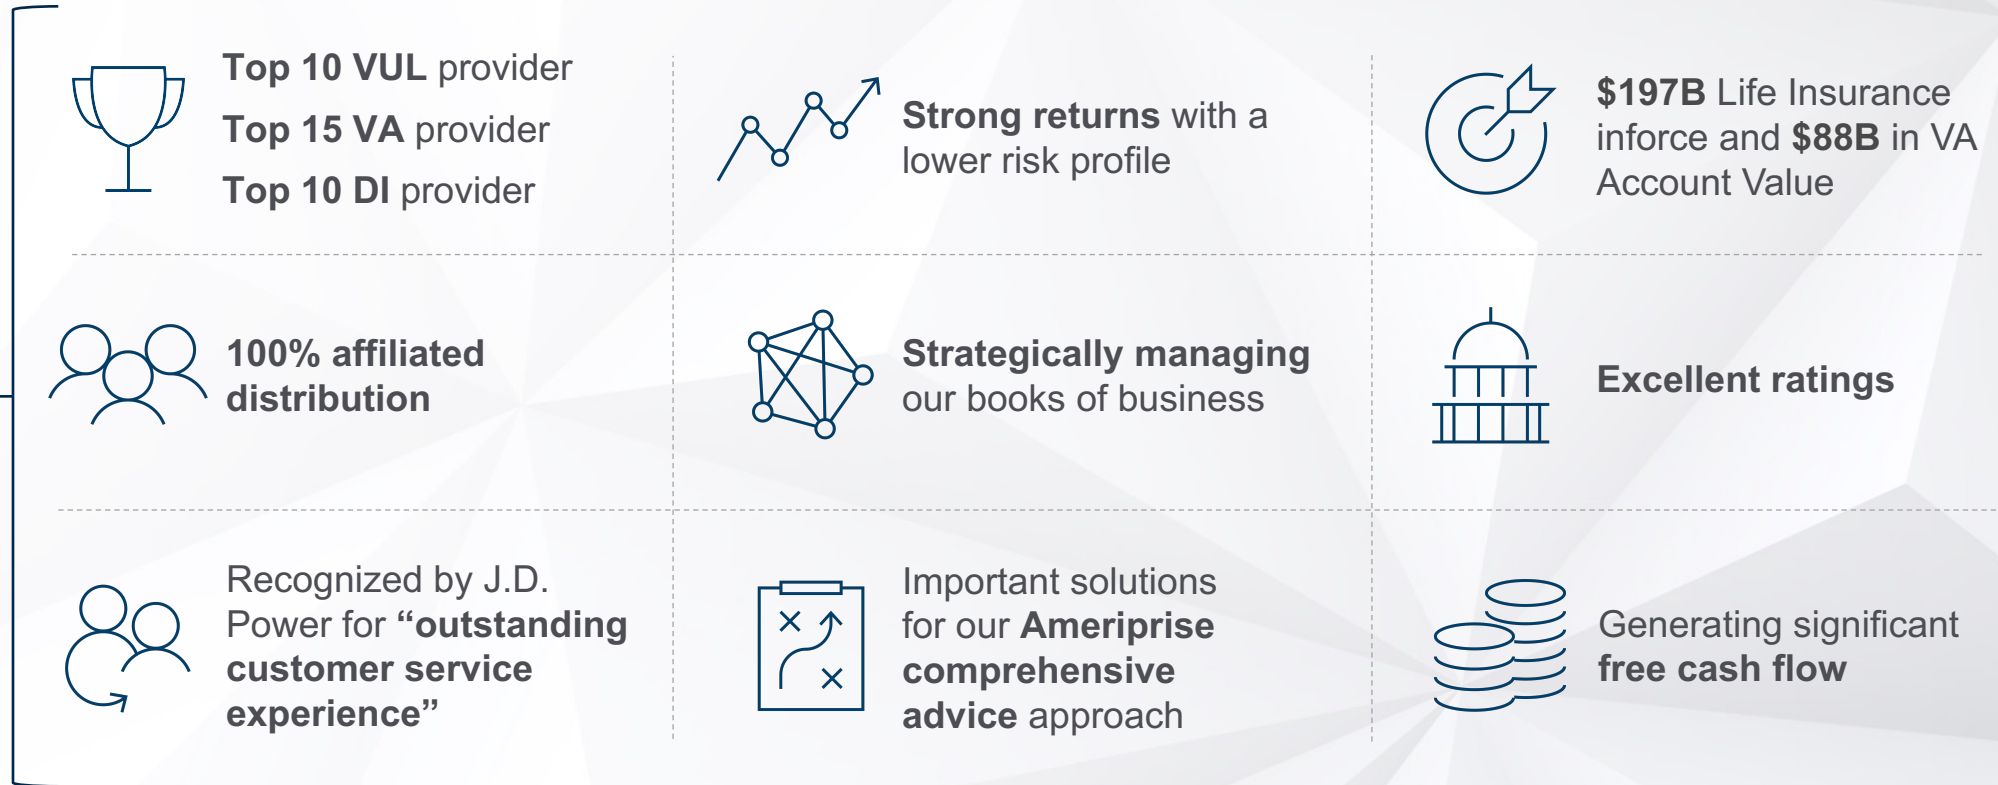 Top 10 VUL provider
Top 15 VA provider
Top 10 DI provider
Strong returns with a
lower risk profile
$197B Life Insurance
inforce and $88B in VA
Account Value
100% affiliated
distribution
Strategically managing
our books of business
Excellent ratings
Recognized by J.D.
Power for “outstanding
customer service
experience”
Important solutions
for our Ameriprise
comprehensive
advice approach
Generating significant
free cash flow